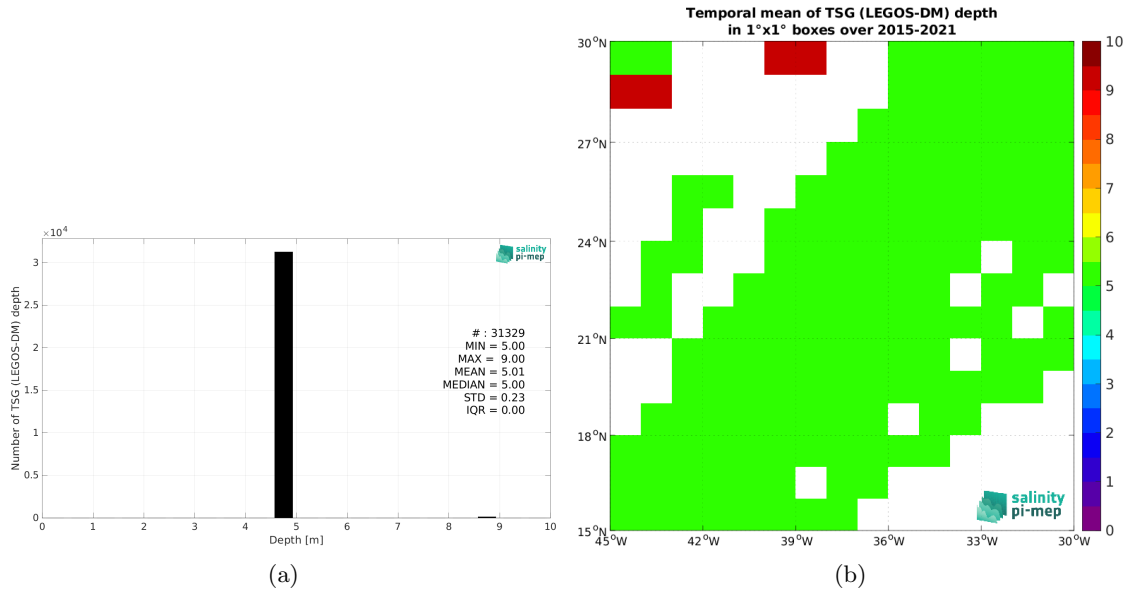 ×10⁴
3
2.5
2
1.5
1
0.5
0
Number of TSG (LEGOS-DM) depth
salinity
pi-mep
# : 31329
MIN = 5.00
MAX = 9.00
MEAN = 5.01
MEDIAN = 5.00
STD = 0.23
IQR = 0.00
0 1 2 3 4 5 6 7 8 9 10
Depth [m]
(a)
Temporal mean of TSG (LEGOS-DM) depth
in 1°x1° boxes over 2015-2021
30°N
27°N
24°N
21°N
18°N
15°N
45°W 42°W 39°W 36°W 33°W 30°W
salinity
pi-mep
10
9
8
7
6
5
4
3
2
1
0
(b)